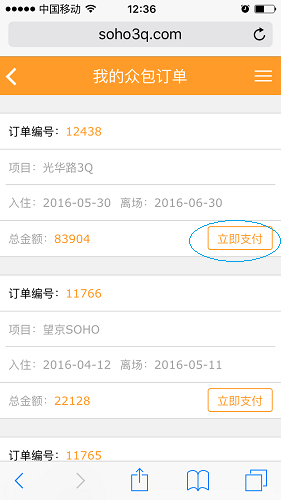 中国移动 12:36
soho3q.com
我的众包订单
订单编号：12438
项目：光华路3Q
入住：2016-05-30 离场：2016-06-30
总金额：83904 立即支付
订单编号：11766
项目：望京SOHO
入住：2016-04-12 离场：2016-05-11
总金额：22128 立即支付
订单编号：11765